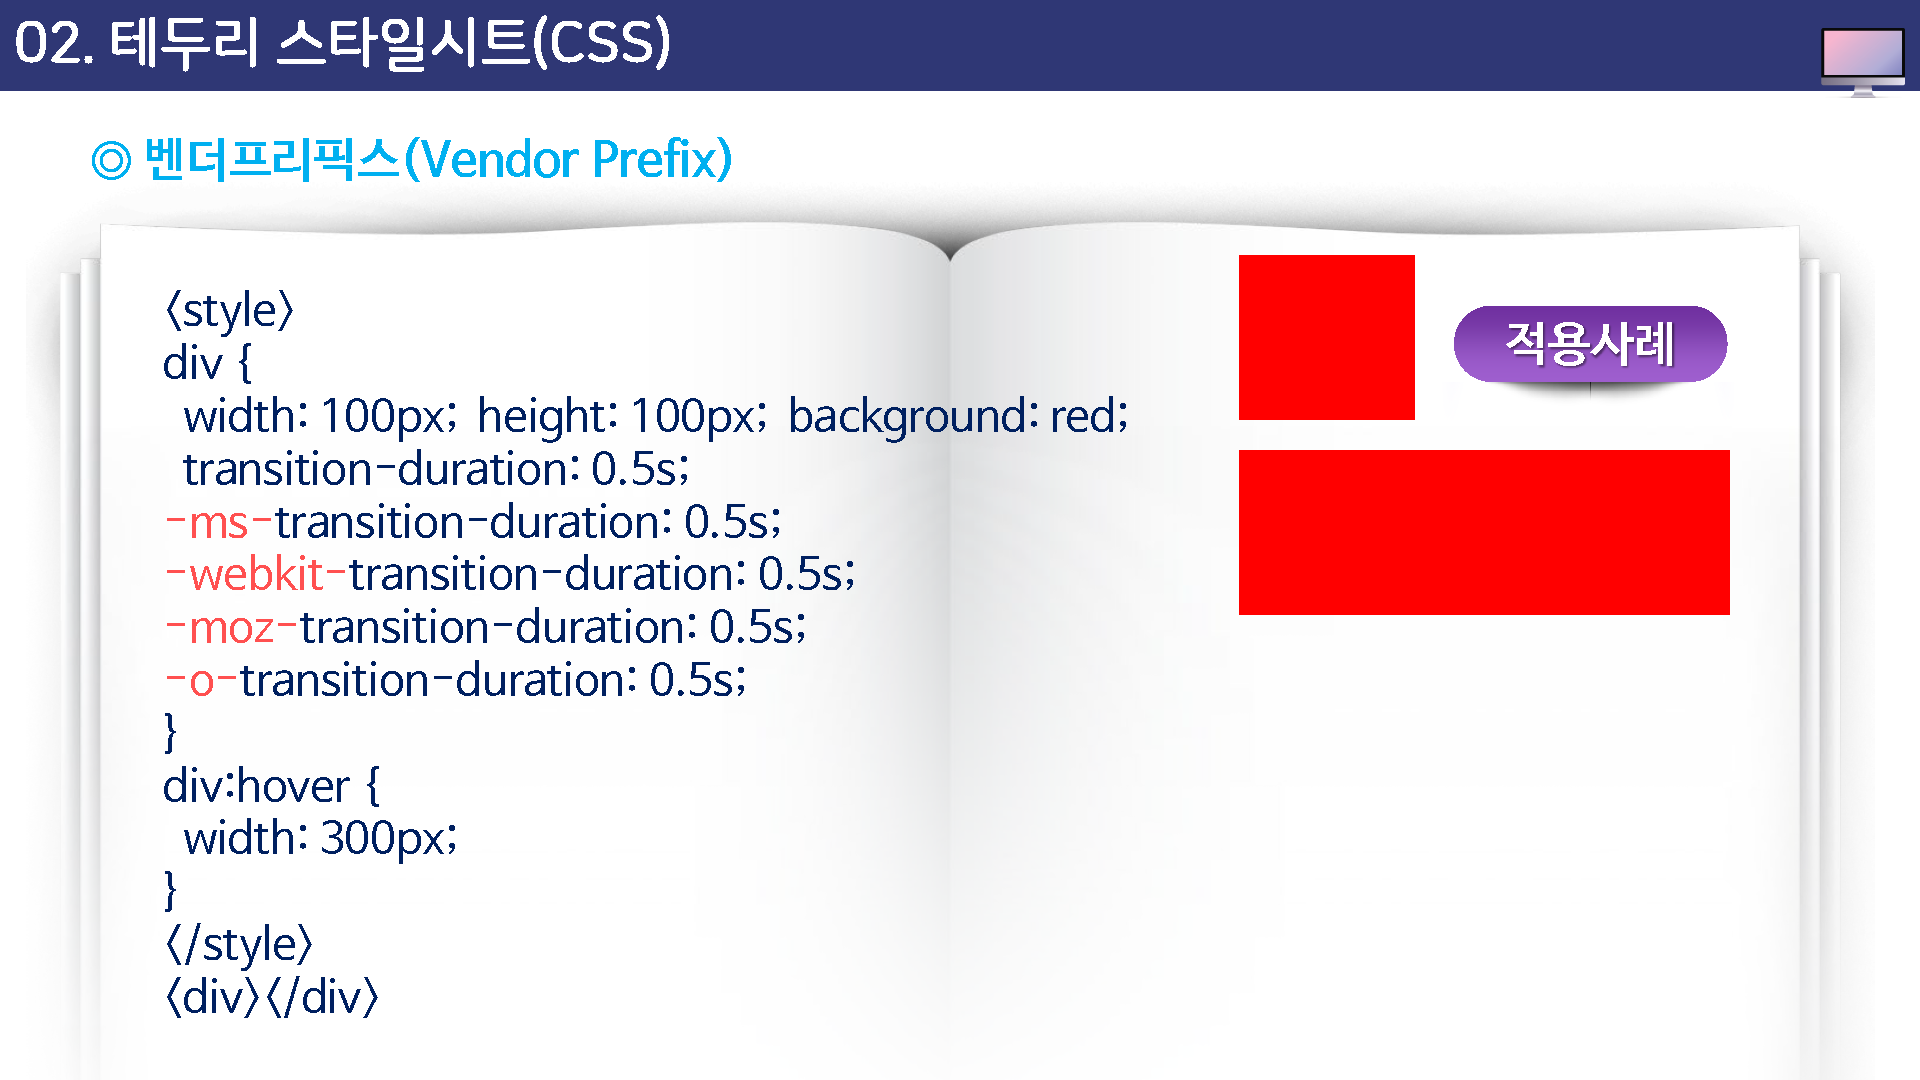 02. 테두리 스타일시트(CSS)
◎ 벤더프리픽스(Vendor Prefix)
<style>
div {
width: 100px; height: 100px; background: red;
transition-duration: 0.5s;
-ms-transition-duration: 0.5s;
-webkit-transition-duration: 0.5s;
-moz-transition-duration: 0.5s;
-o-transition-duration: 0.5s;
}
div:hover {
width: 300px;
}
</style>
<div></div>
적용사례